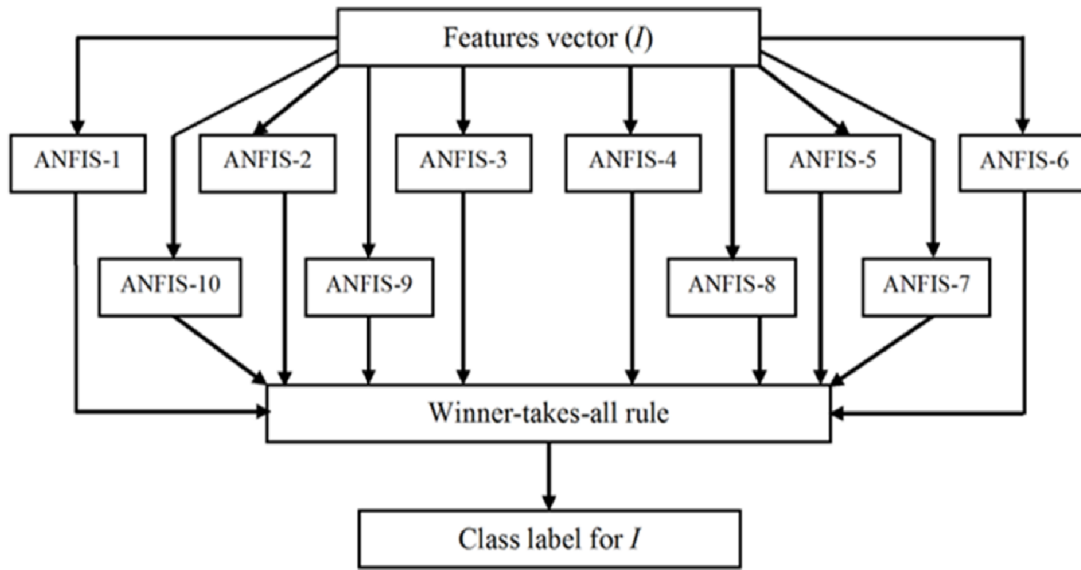 Features vector (I)
ANFIS-1
ANFIS-2
ANFIS-3
ANFIS-4
ANFIS-5
ANFIS-6
ANFIS-10
ANFIS-9
ANFIS-8
ANFIS-7
Winner-takes-all rule
Class label for I